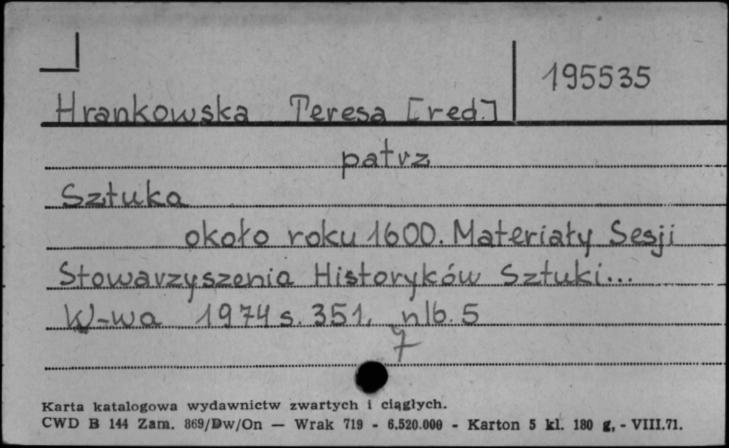 195535
Hrankowska Teresa [red.]
patrz
Sztuka
około roku 1600. Materiały Sesji
Stowarzyszenia Historyków Sztuki...
W-wa 1974 s. 351, nlb. 5
7
Karta katalogowa wydawnictw zwartych i ciągłych.
CWD B 144 Zam. 869/Dw/On — Wrak 719 - 6.520.000 - Karton 5 kl. 180 g, - VIII.71.